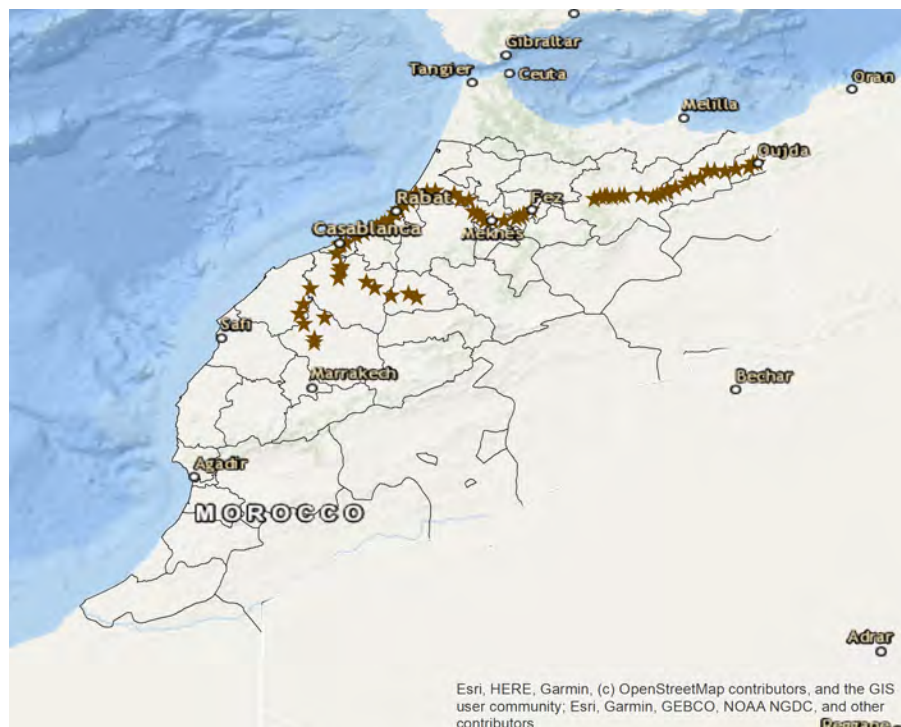 Gibraltar
Tangier
Ceuta
Oran
Melilla
Oujda
Rabat
Fez
Meknès
Casablanca
Safi
Marrakech
Bechar
Agadir
MOROCCO
Adrar
Esri, HERE, Garmin, (c) OpenStreetMap contributors, and the GIS
user community; Esri, Garmin, GEBCO, NOAA NGDC, and other
contributors